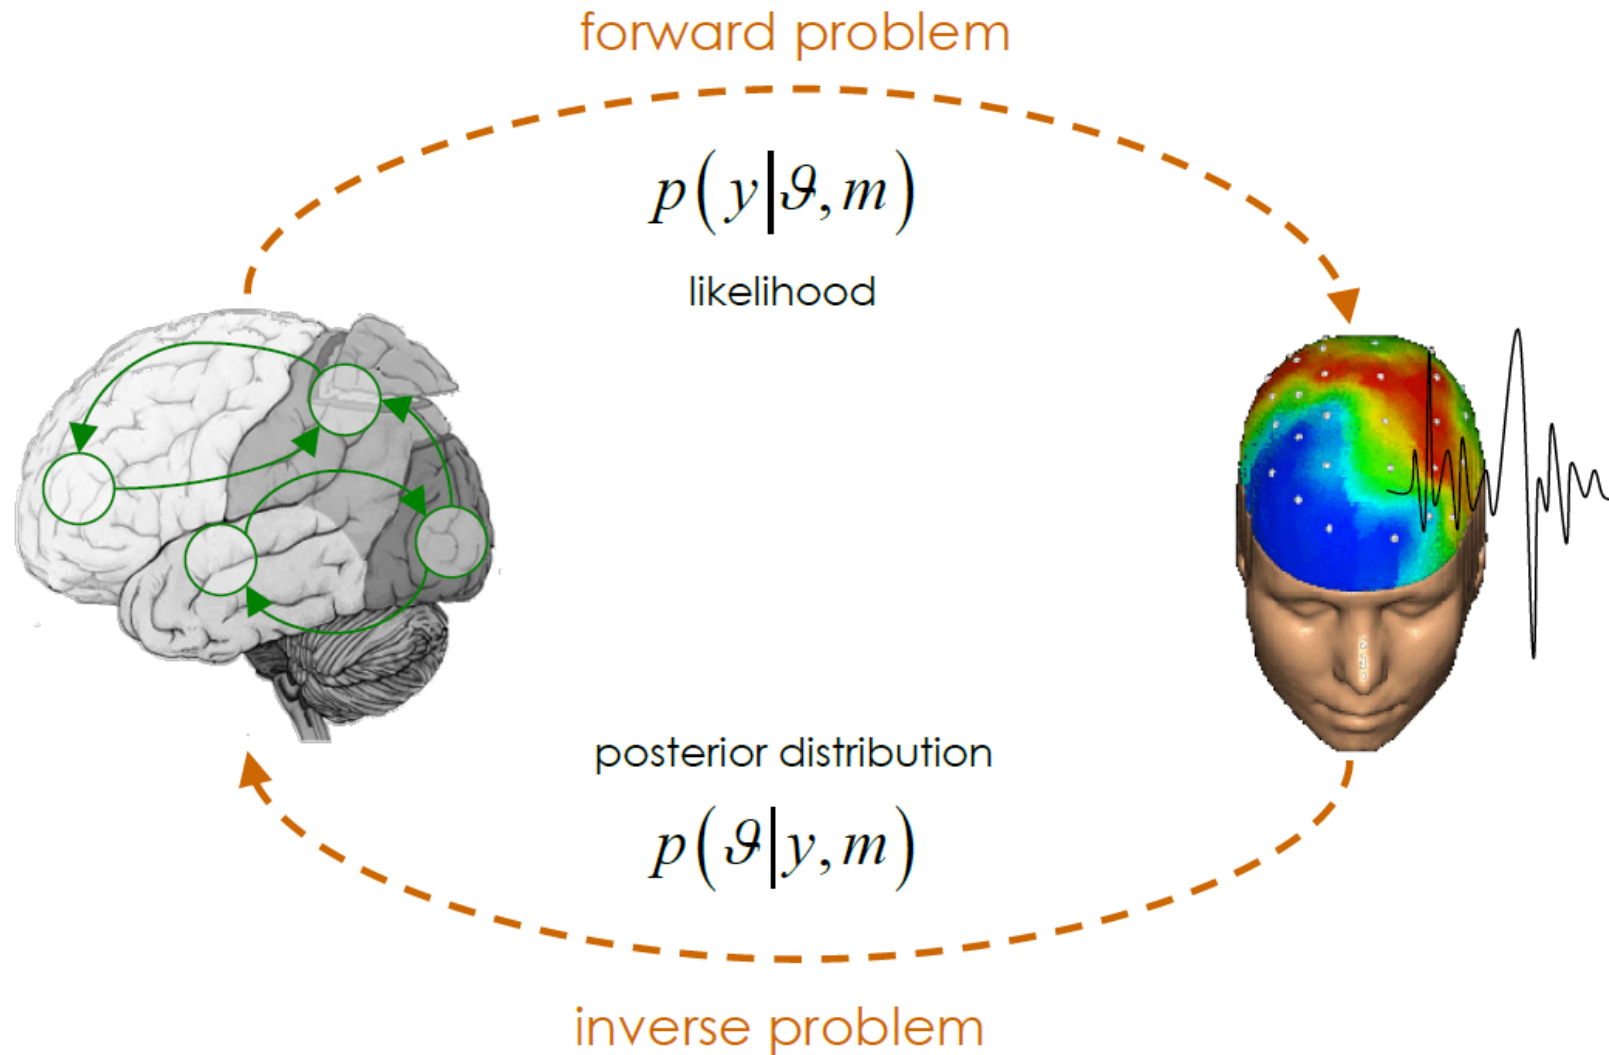 forward problem
p(y|ϑ,m)
likelihood
posterior distribution
p(ϑ|y,m)
inverse problem